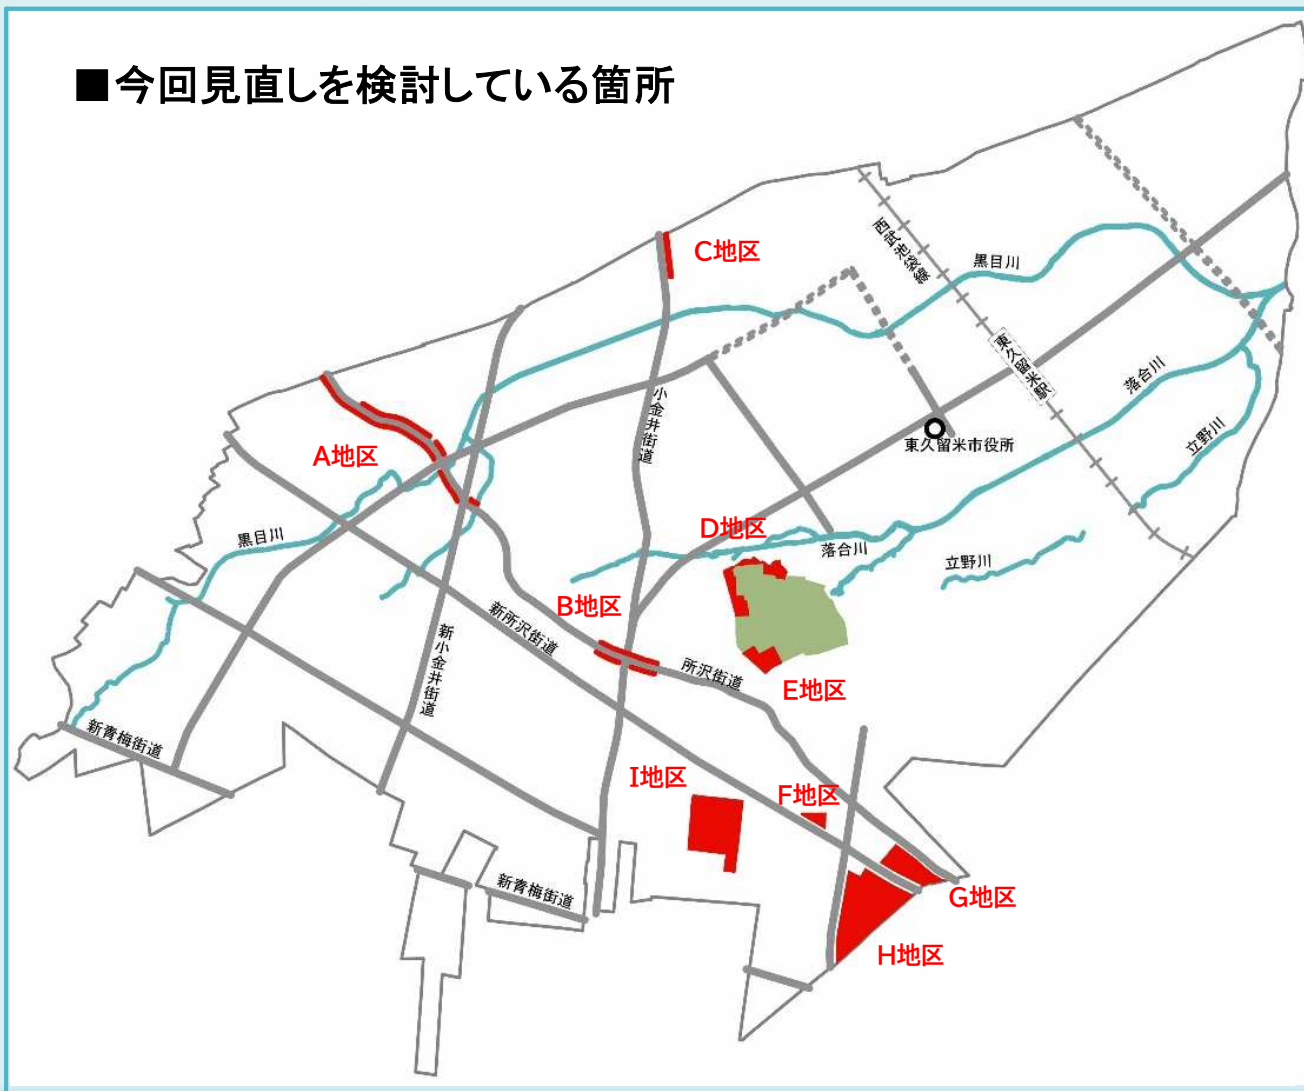 ■今回見直しを検討している箇所
C地区
西武池袋線
黒目川
東久留米駅
落合川
小金井街道
A地区
東久留米市役所
立野川
黒目川
D地区
落合川
立野川
B地区
新所沢街道
新小金井街道
所沢街道
E地区
新青梅街道
I地区
F地区
新青梅街道
G地区
H地区